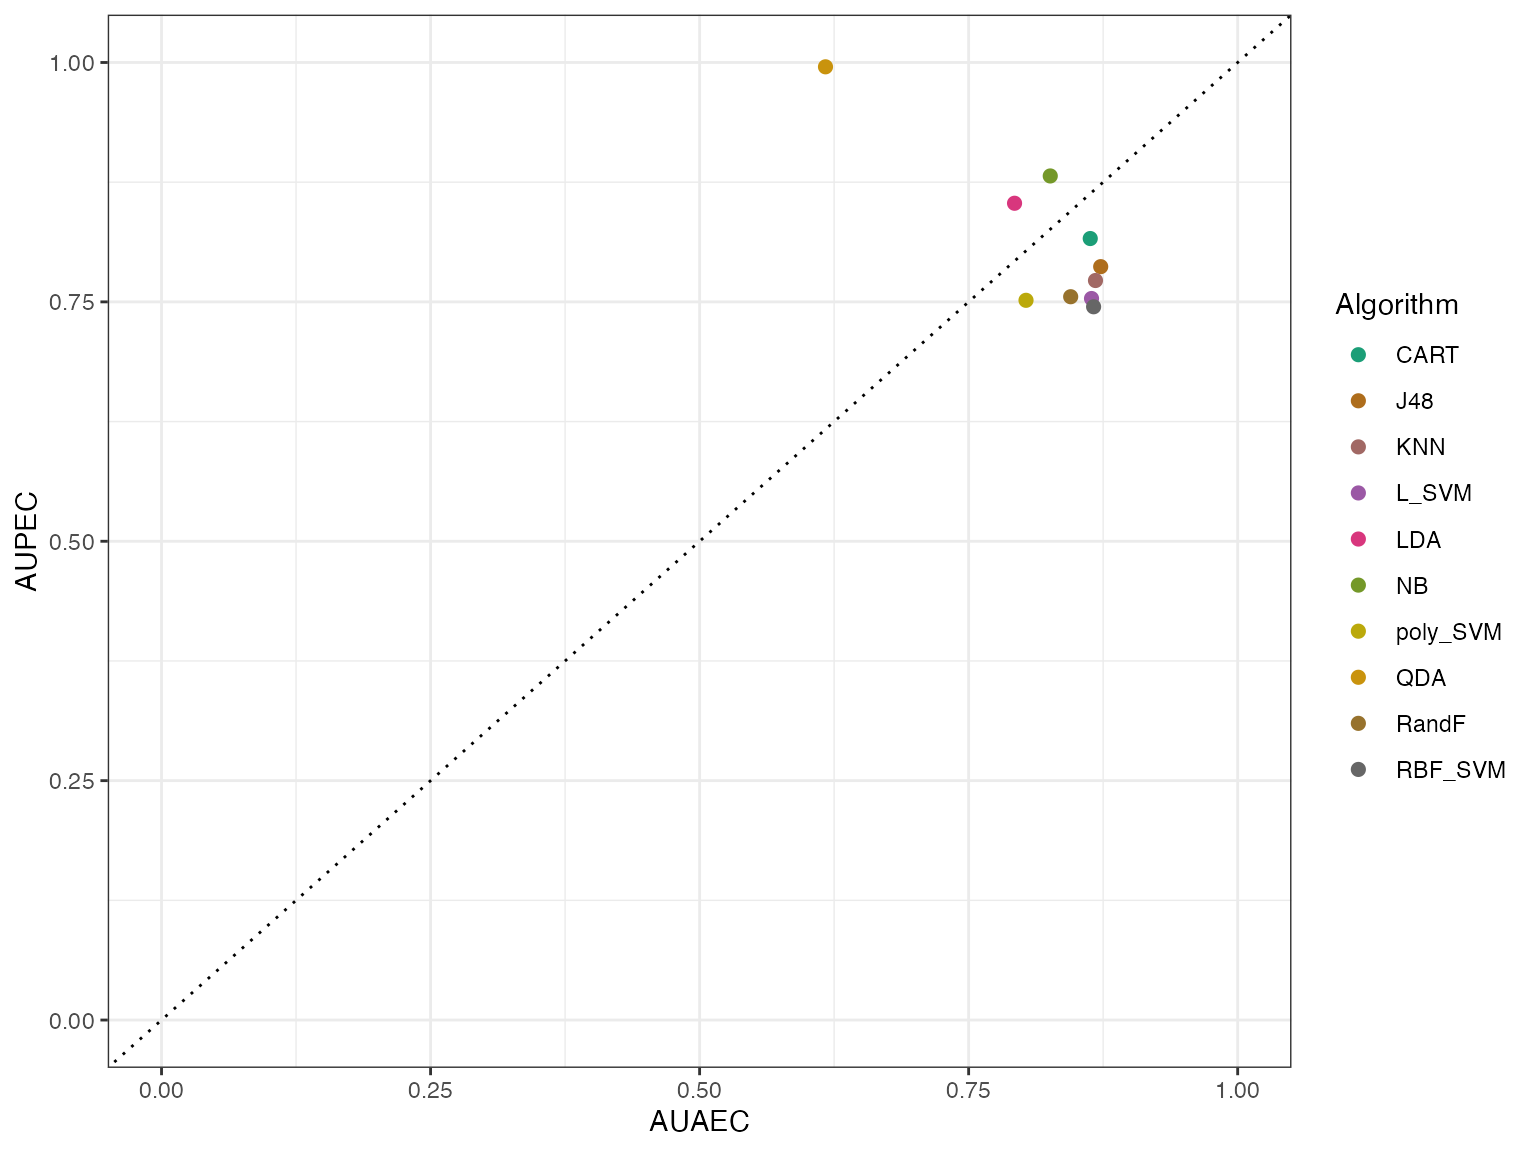 1.00
0.75
0.50
0.25
0.00
AUPEC
0.00 0.25 0.50 0.75 1.00
AUAEC
Algorithm
CART
J48
KNN
L_SVM
LDA
NB
poly_SVM
QDA
RandF
RBF_SVM